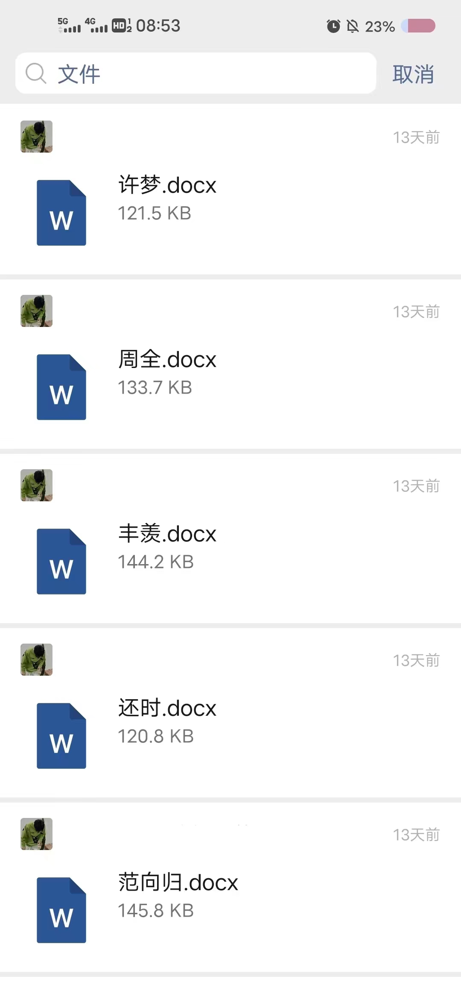 5G 4G HD 1 2 08:53 23%
文件 取消
13天前
许梦.docx
W
121.5 KB
13天前
周全.docx
W
133.7 KB
13天前
丰羡.docx
W
144.2 KB
13天前
还时.docx
W
120.8 KB
13天前
范向归.docx
W
145.8 KB